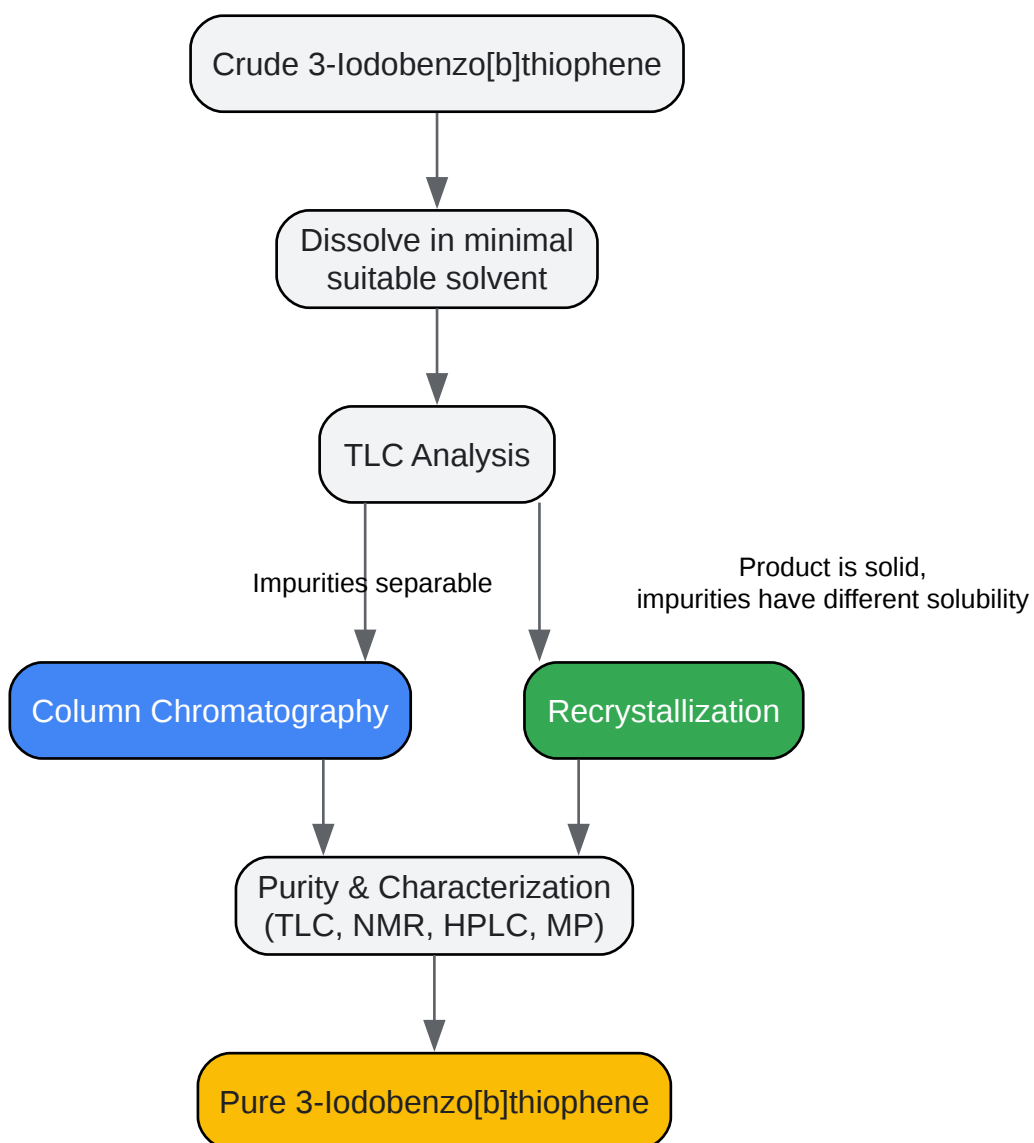 Crude 3-Iodobenzo[b]thiophene
Dissolve in minimal
suitable solvent
TLC Analysis
Impurities separable
Product is solid,
impurities have different solubility
Column Chromatography
Recrystallization
Purity & Characterization
(TLC, NMR, HPLC, MP)
Pure 3-Iodobenzo[b]thiophene